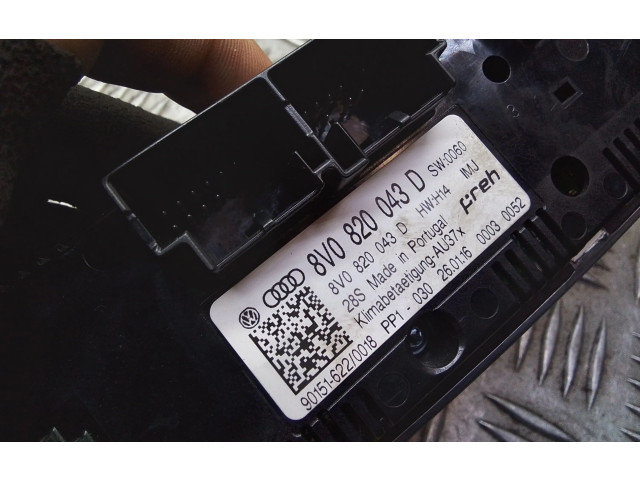 8V0 820 043 D SW:0060
8V0 820 043 D HW:H14 IMJ
28S Made in Portugal Preh
Klimabetaetigung-AU37x
PP1 - 030 26.01.16 0003 0052
90151-622/0018